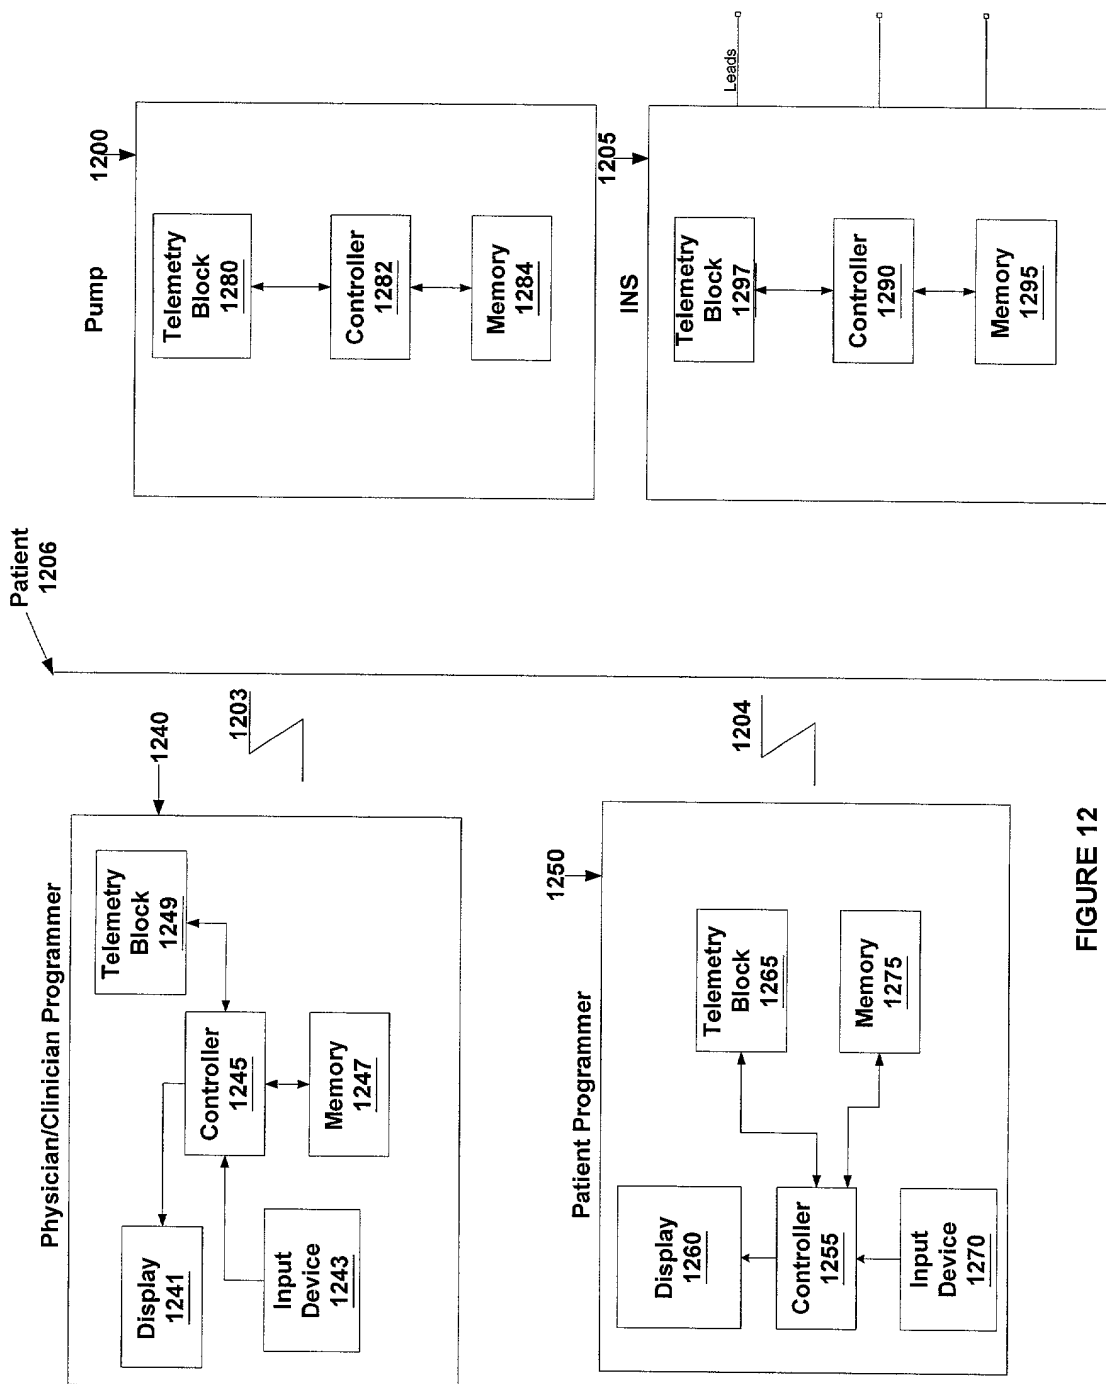 Patient
1206
Physician/Clinician Programmer
1240
Display
1241
Input
Device
1243
Controller
1245
Memory
1247
Telemetry
Block
1249
1203
Pump
1200
Telemetry
Block
1280
Controller
1282
Memory
1284
Patient Programmer
1250
Display
1260
Controller
1255
Input
Device
1270
Telemetry
Block
1265
Memory
1275
1204
INS
1205
Telemetry
Block
1297
Controller
1290
Memory
1295
Leads
FIGURE 12